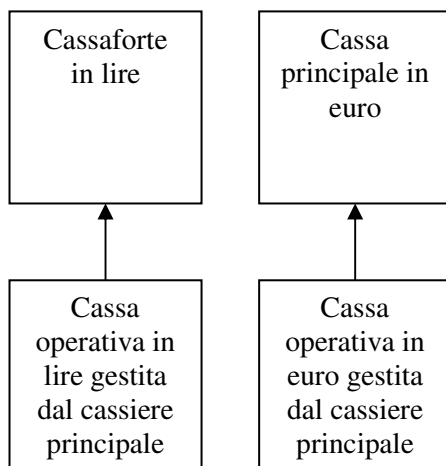 Cassaforte
in lire
Cassa
principale in
euro
Cassa
operativa in
lire gestita
dal cassiere
principale
Cassa
operativa in
euro gestita
dal cassiere
principale